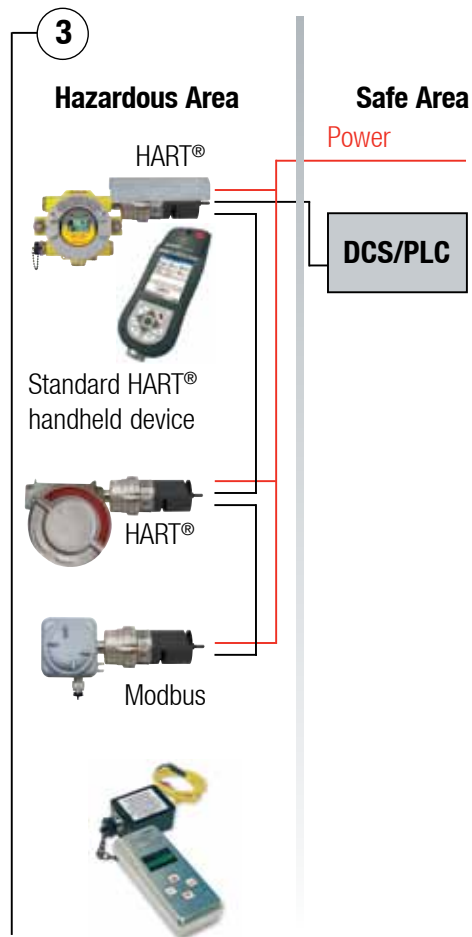 3
Hazardous Area
Safe Area
Power
HART®
DCS/PLC
Standard HART®
handheld device
HART®
Modbus